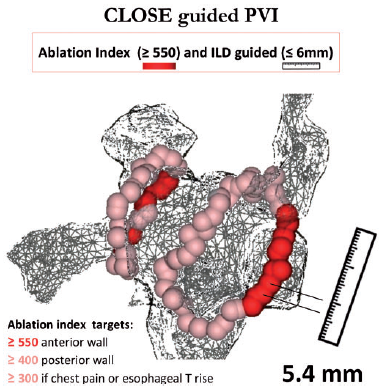 CLOSE guided PVI
Ablation Index (≥ 550) and ILD guided (≤ 6mm)
Ablation index targets:
≥ 550 anterior wall
≥ 400 posterior wall
≥ 300 if chest pain or esophageal T rise
5.4 mm